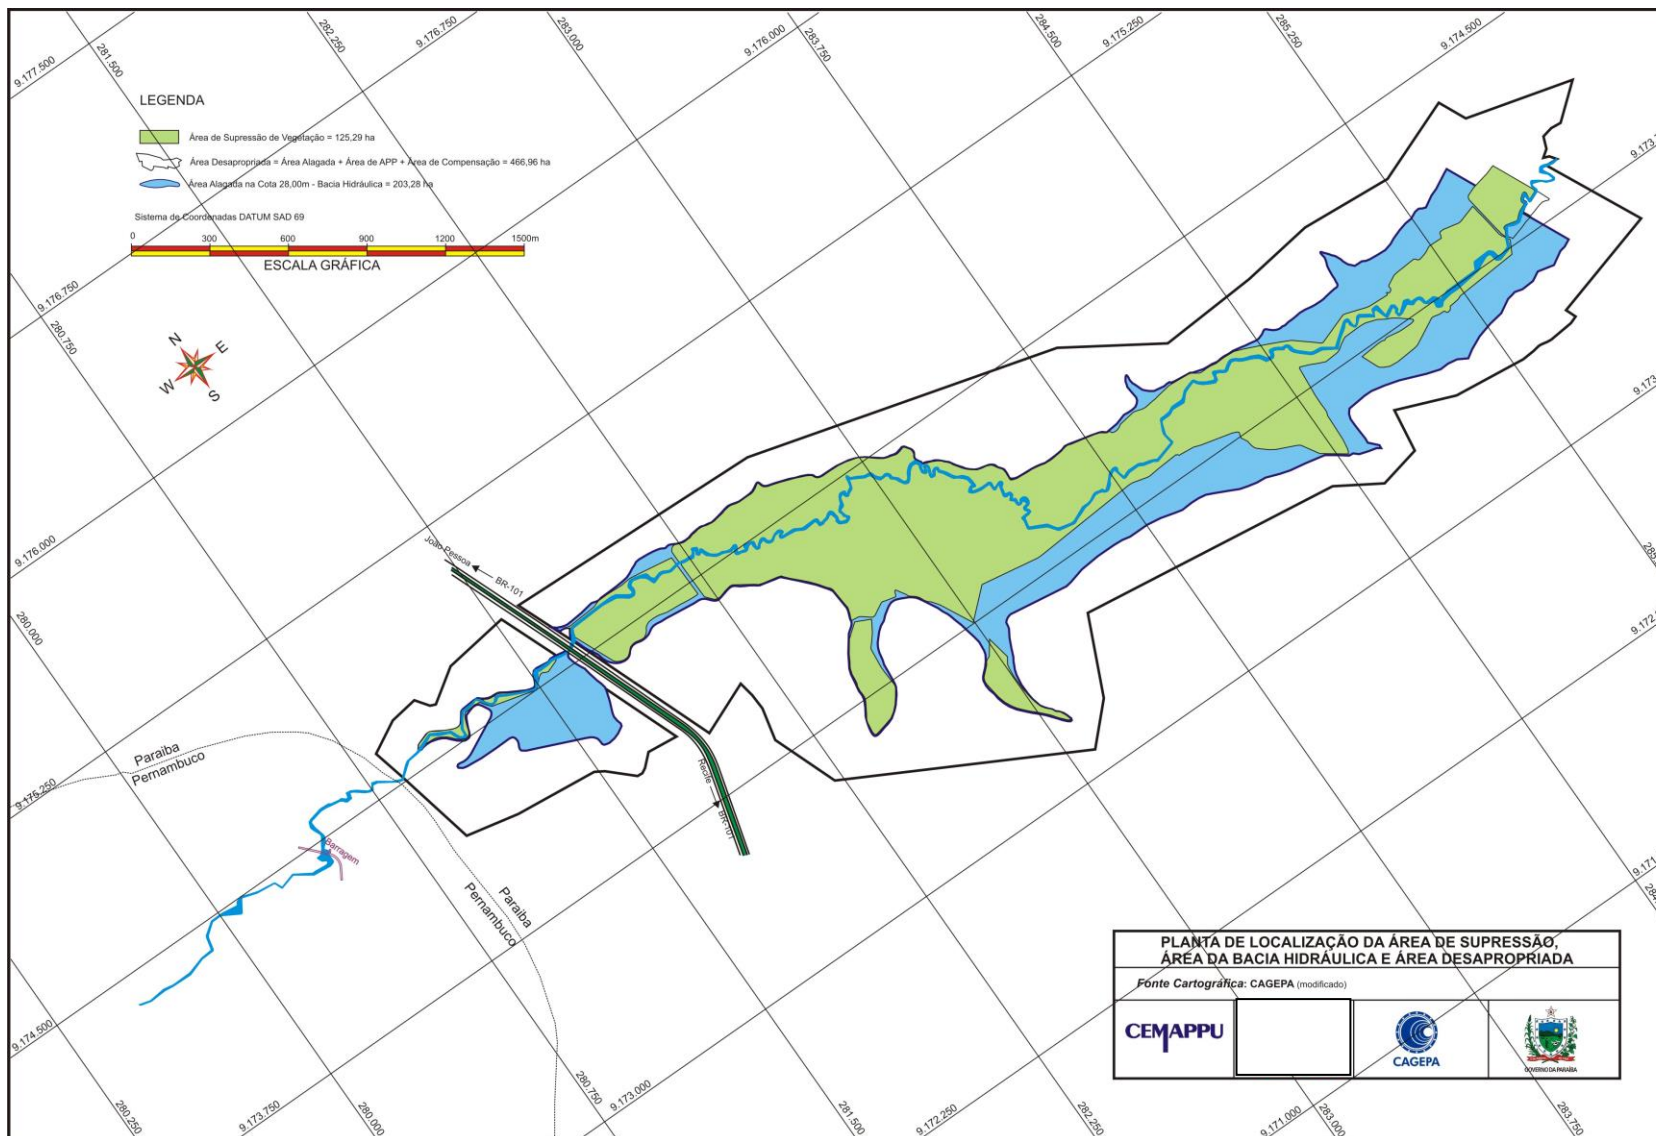 9.177.500
281.500
282.250
9.176.750
283.000
9.176.000
283.750
284.500
9.175.250
285.250
9.174.500
LEGENDA
Área de Supressão de Vegetação = 125,29 ha
Área Desapropriada = Área Alagada + Área de APP + Área de Compensação = 466,96 ha
Área Alagada na Cota 28,00m - Bacia Hidráulica = 203,28 ha
Sistema de Coordenadas DATUM SAD 69
0 300 600 900 1200 1500m
ESCALA GRÁFICA
9.176.750
280.750
N
E
W
S
João Pessoa
BR-101
9.176.000
280.000
Paraiba
Pernambuco
9.175.250
Recife
BR-101
Barragem
Paraiba
Pernambuco
9.174.500
280.250
9.173.750
280.000
280.750
9.173.000
281.500
9.172.250
282.250
9.171.000
283.000
283.750
PLANTA DE LOCALIZAÇÃO DA ÁREA DE SUPRESSÃO,
ÁREA DA BACIA HIDRÁULICA E ÁREA DESAPROPRIADA
Fonte Cartográfica: CAGEPA (modificado)
CEMAPPU
CAGEPA
GOVERNO DA PARAÍBA